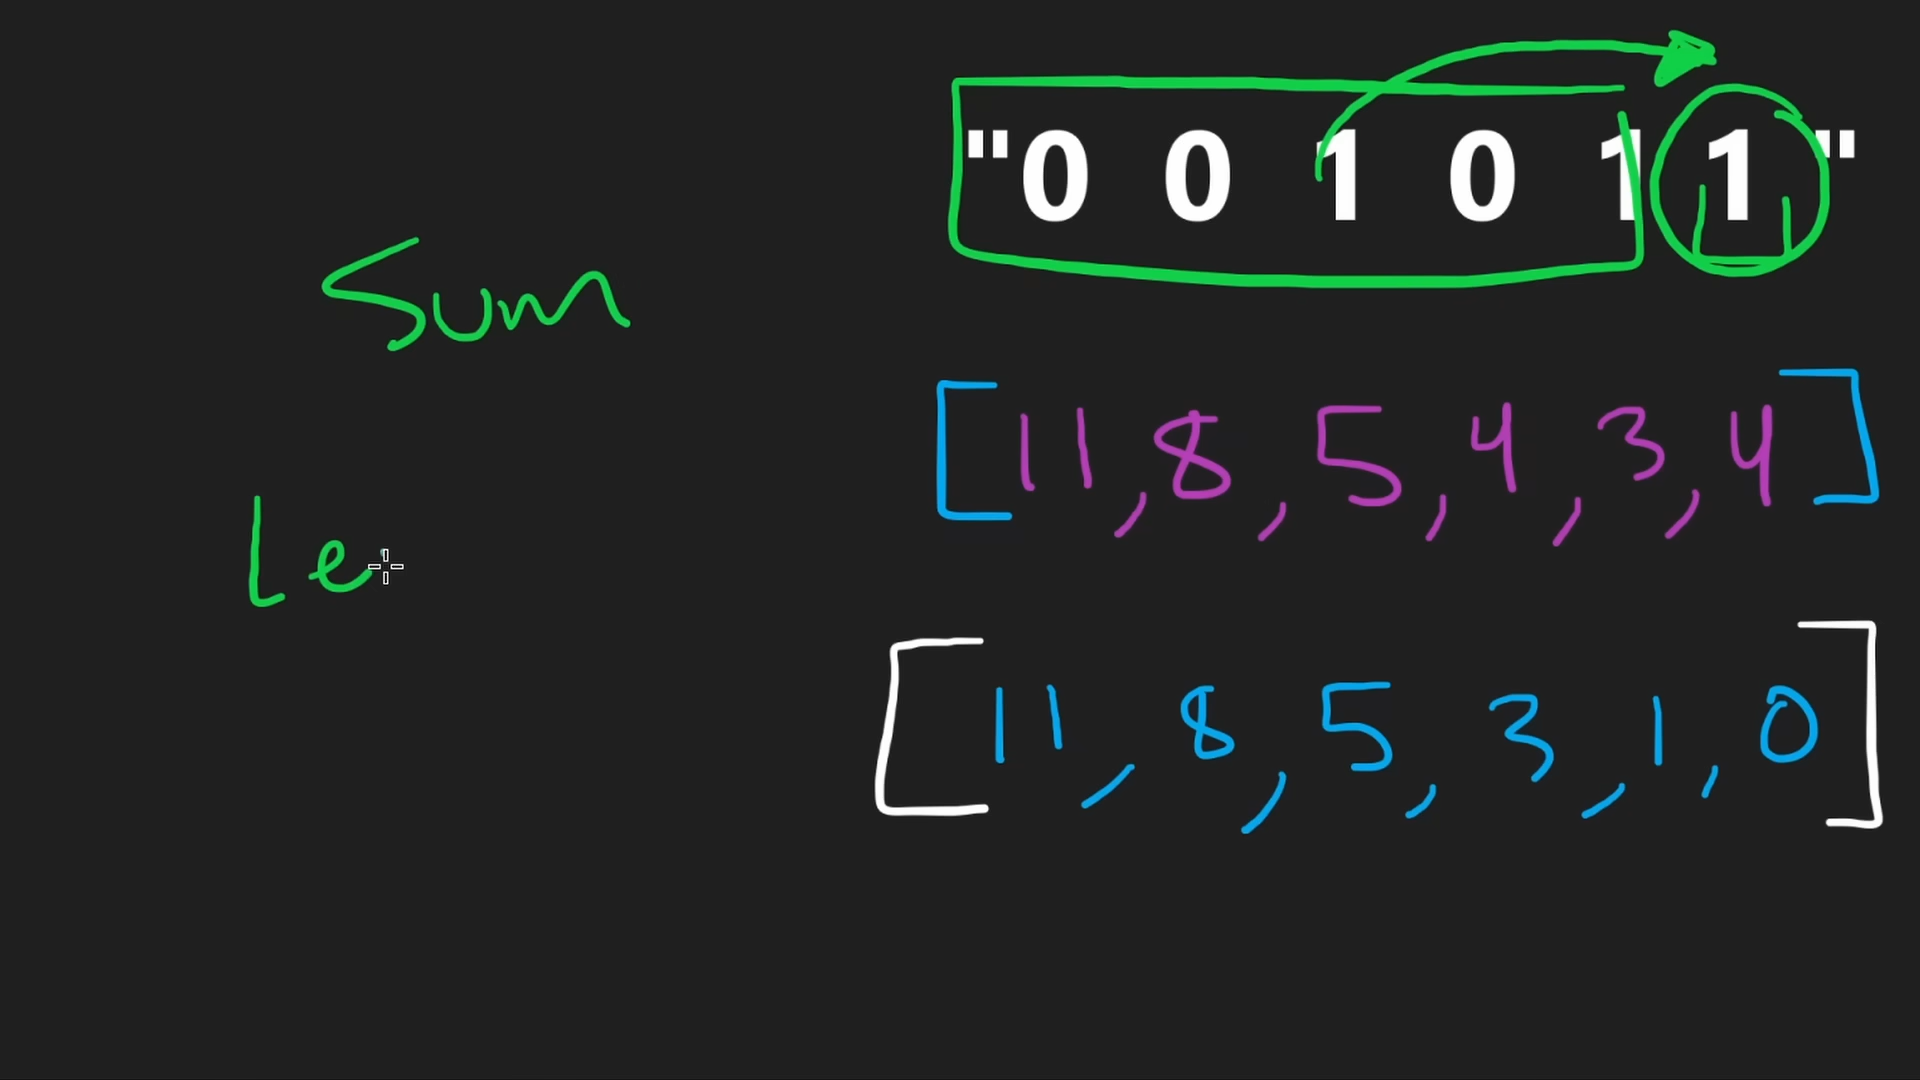 "0 0 1 0 1 1"
Sum
[11, 8, 5, 4, 3, 4]
Le
[11, 8, 5, 3, 1, 0]